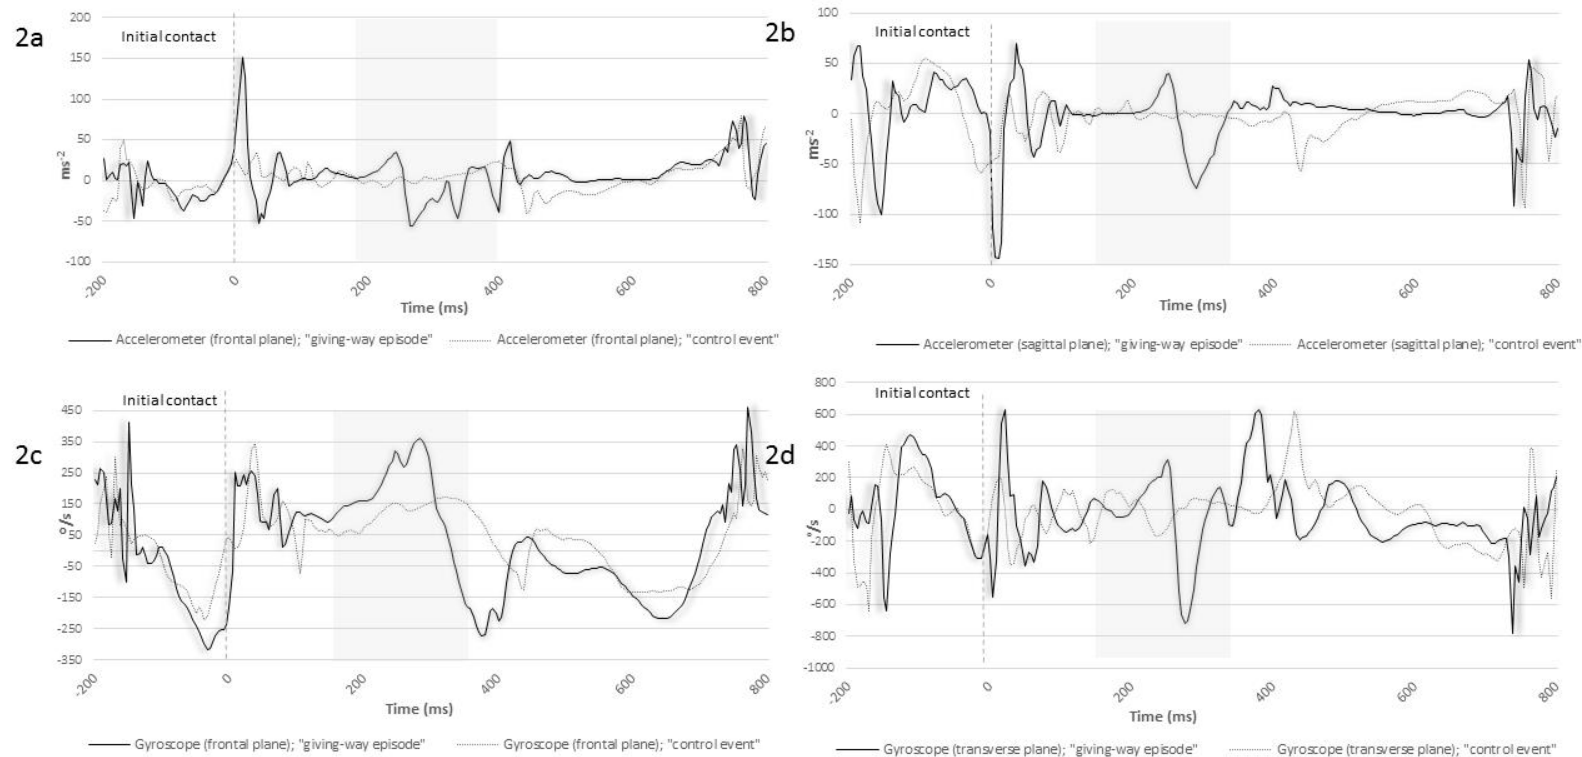 2a
Initial contact
200
150
100
50
0
-50
-100
ms-2
-200
0
200
400
600
800
Time (ms)
Accelerometer (frontal plane); "giving-way episode"
Accelerometer (frontal plane); "control event"
2b
Initial contact
100
50
0
-50
-100
-150
ms2
-200
0
200
400
600
800
Time (ms)
Accelerometer (sagittal plane); "giving-way episode"
Accelerometer (sagittal plane); "control event"
2c
Initial contact
450
350
250
150
50
-50
-150
-250
-350
º/s
-200
0
200
400
600
800
Time (ms)
Gyroscope (frontal plane); "giving-way episode"
Gyroscope (frontal plane); "control event"
2d
Initial contact
800
600
400
200
0
-200
-400
-600
-800
-1000
º/s
-200
0
200
400
600
800
Time (ms)
Gyroscope (transverse plane); "giving-way episode"
Gyroscope (transverse plane); "control event"